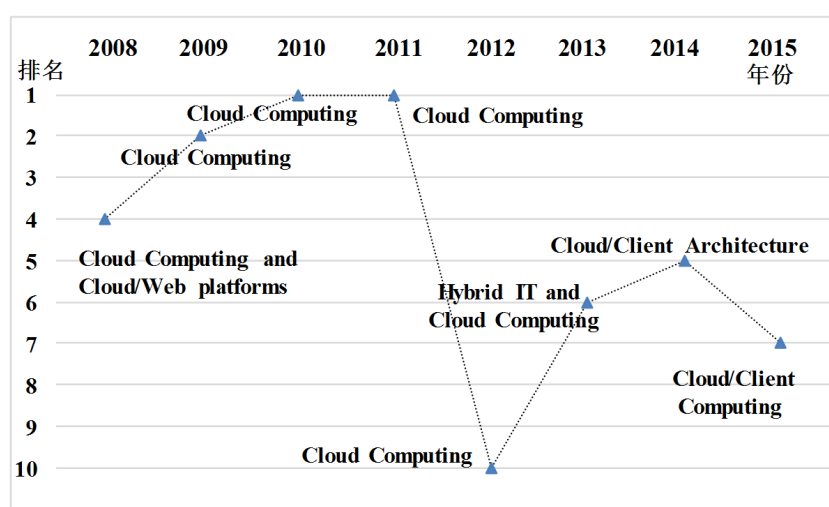 2008 2009 2010 2011 2012 2013 2014 2015
排名 年份
1
Cloud Computing Cloud Computing
2
Cloud Computing
3
4
Cloud/Client Architecture
Cloud Computing and
5
Cloud/Web platforms
Hybrid IT and
6
Cloud Computing
7
Cloud/Client
8
Computing
9
Cloud Computing
10